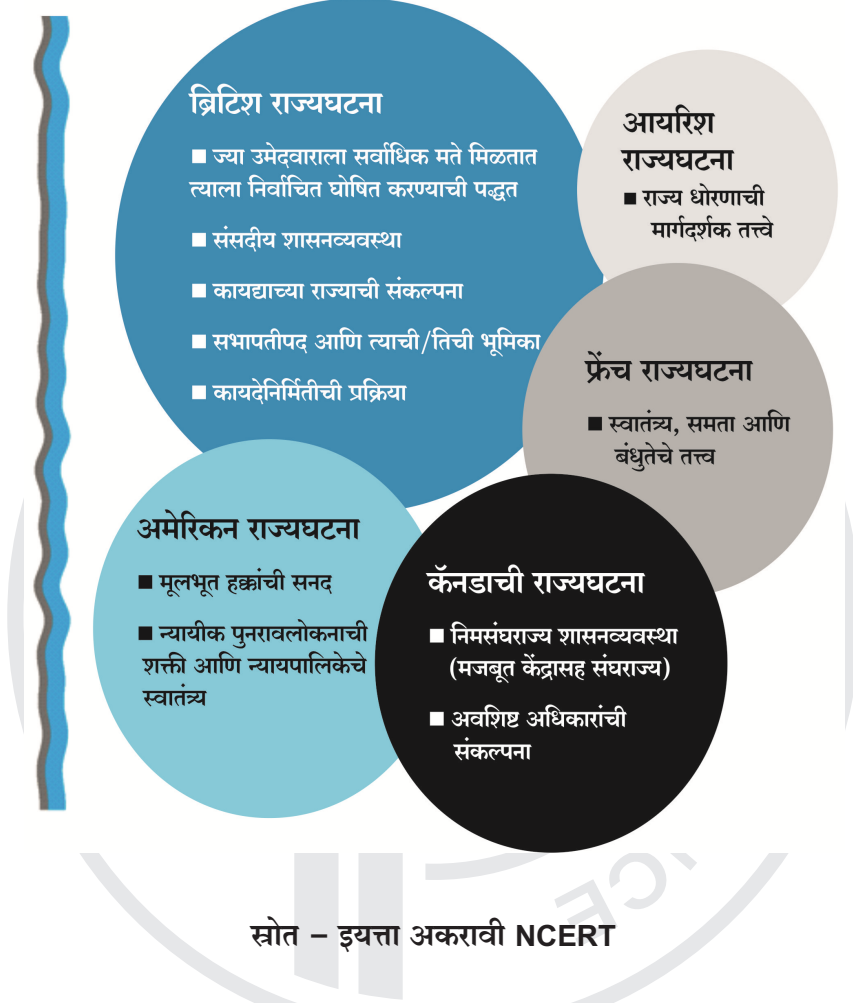 ब्रिटिश राज्यघटना
■ ज्या उमेदवाराला सर्वाधिक मते मिळतात
त्याला निर्वाचित घोषित करण्याची पद्धत
■ संसदीय शासनव्यवस्था
■ कायद्याच्या राज्याची संकल्पना
■ सभापतीपद आणि त्याची/तिची भूमिका
■ कायदेनिर्मितीची प्रक्रिया
आयरिश
राज्यघटना
■ राज्य धोरणाची
मार्गदर्शक तत्त्वे
फ्रेंच राज्यघटना
■ स्वातंत्र्य, समता आणि
बंधुतेचे तत्त्व
अमेरिकन राज्यघटना
■ मूलभूत हक्कांची सनद
■ न्यायीक पुनरावलोकनाची
शक्ती आणि न्यायपालिकेचे
स्वातंत्र्य
कॅनडाची राज्यघटना
■ निमसंघराज्य शासनव्यवस्था
(मजबूत केंद्रासह संघराज्य)
■ अवशिष्ट अधिकारांची
संकल्पना
स्रोत – इयत्ता अकरावी NCERT